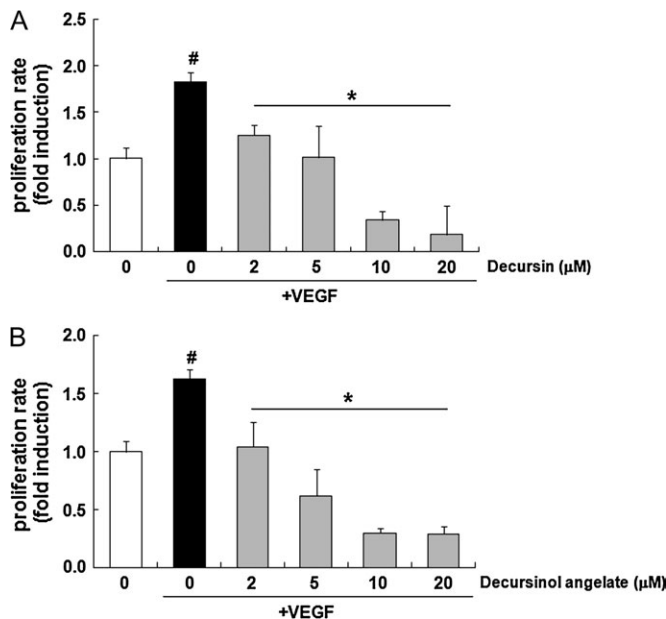 A
proliferation rate
(fold induction)
2.5
2.0
1.5
1.0
0.5
0.0
#
*
0 0 2 5 10 20 Decursin (µM)
+VEGF
B
proliferation rate
(fold induction)
2.0
1.5
1.0
0.5
0.0
#
*
0 0 2 5 10 20 Decursinol angelate (µM)
+VEGF